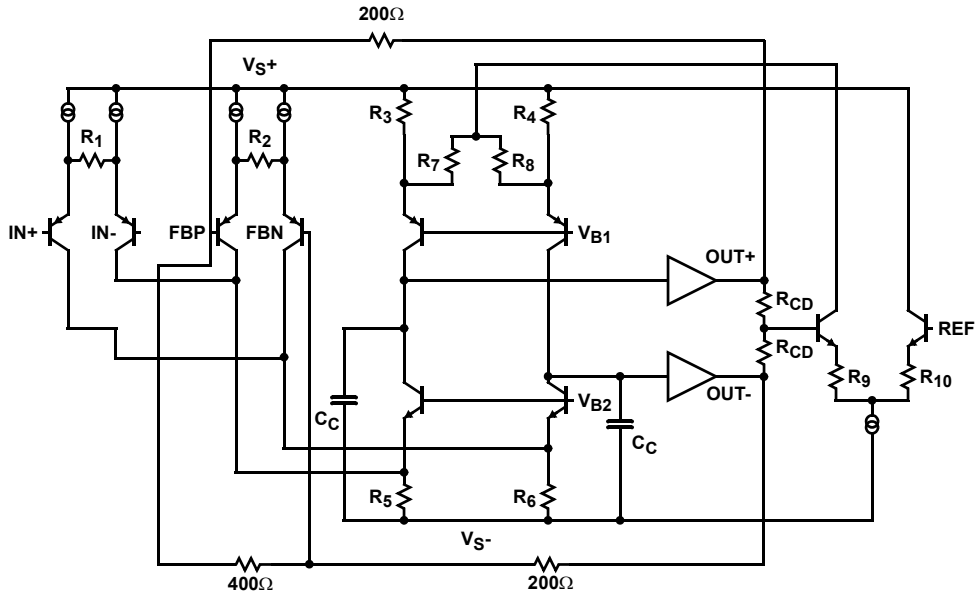 200Ω
VS+
R3
R4
R1
R2
R7
R8
IN+
IN-
FBP
FBN
VB1
OUT+
RCD
REF
RCD
R9
R10
OUT-
VB2
CC
CC
R5
R6
VS-
400Ω
200Ω